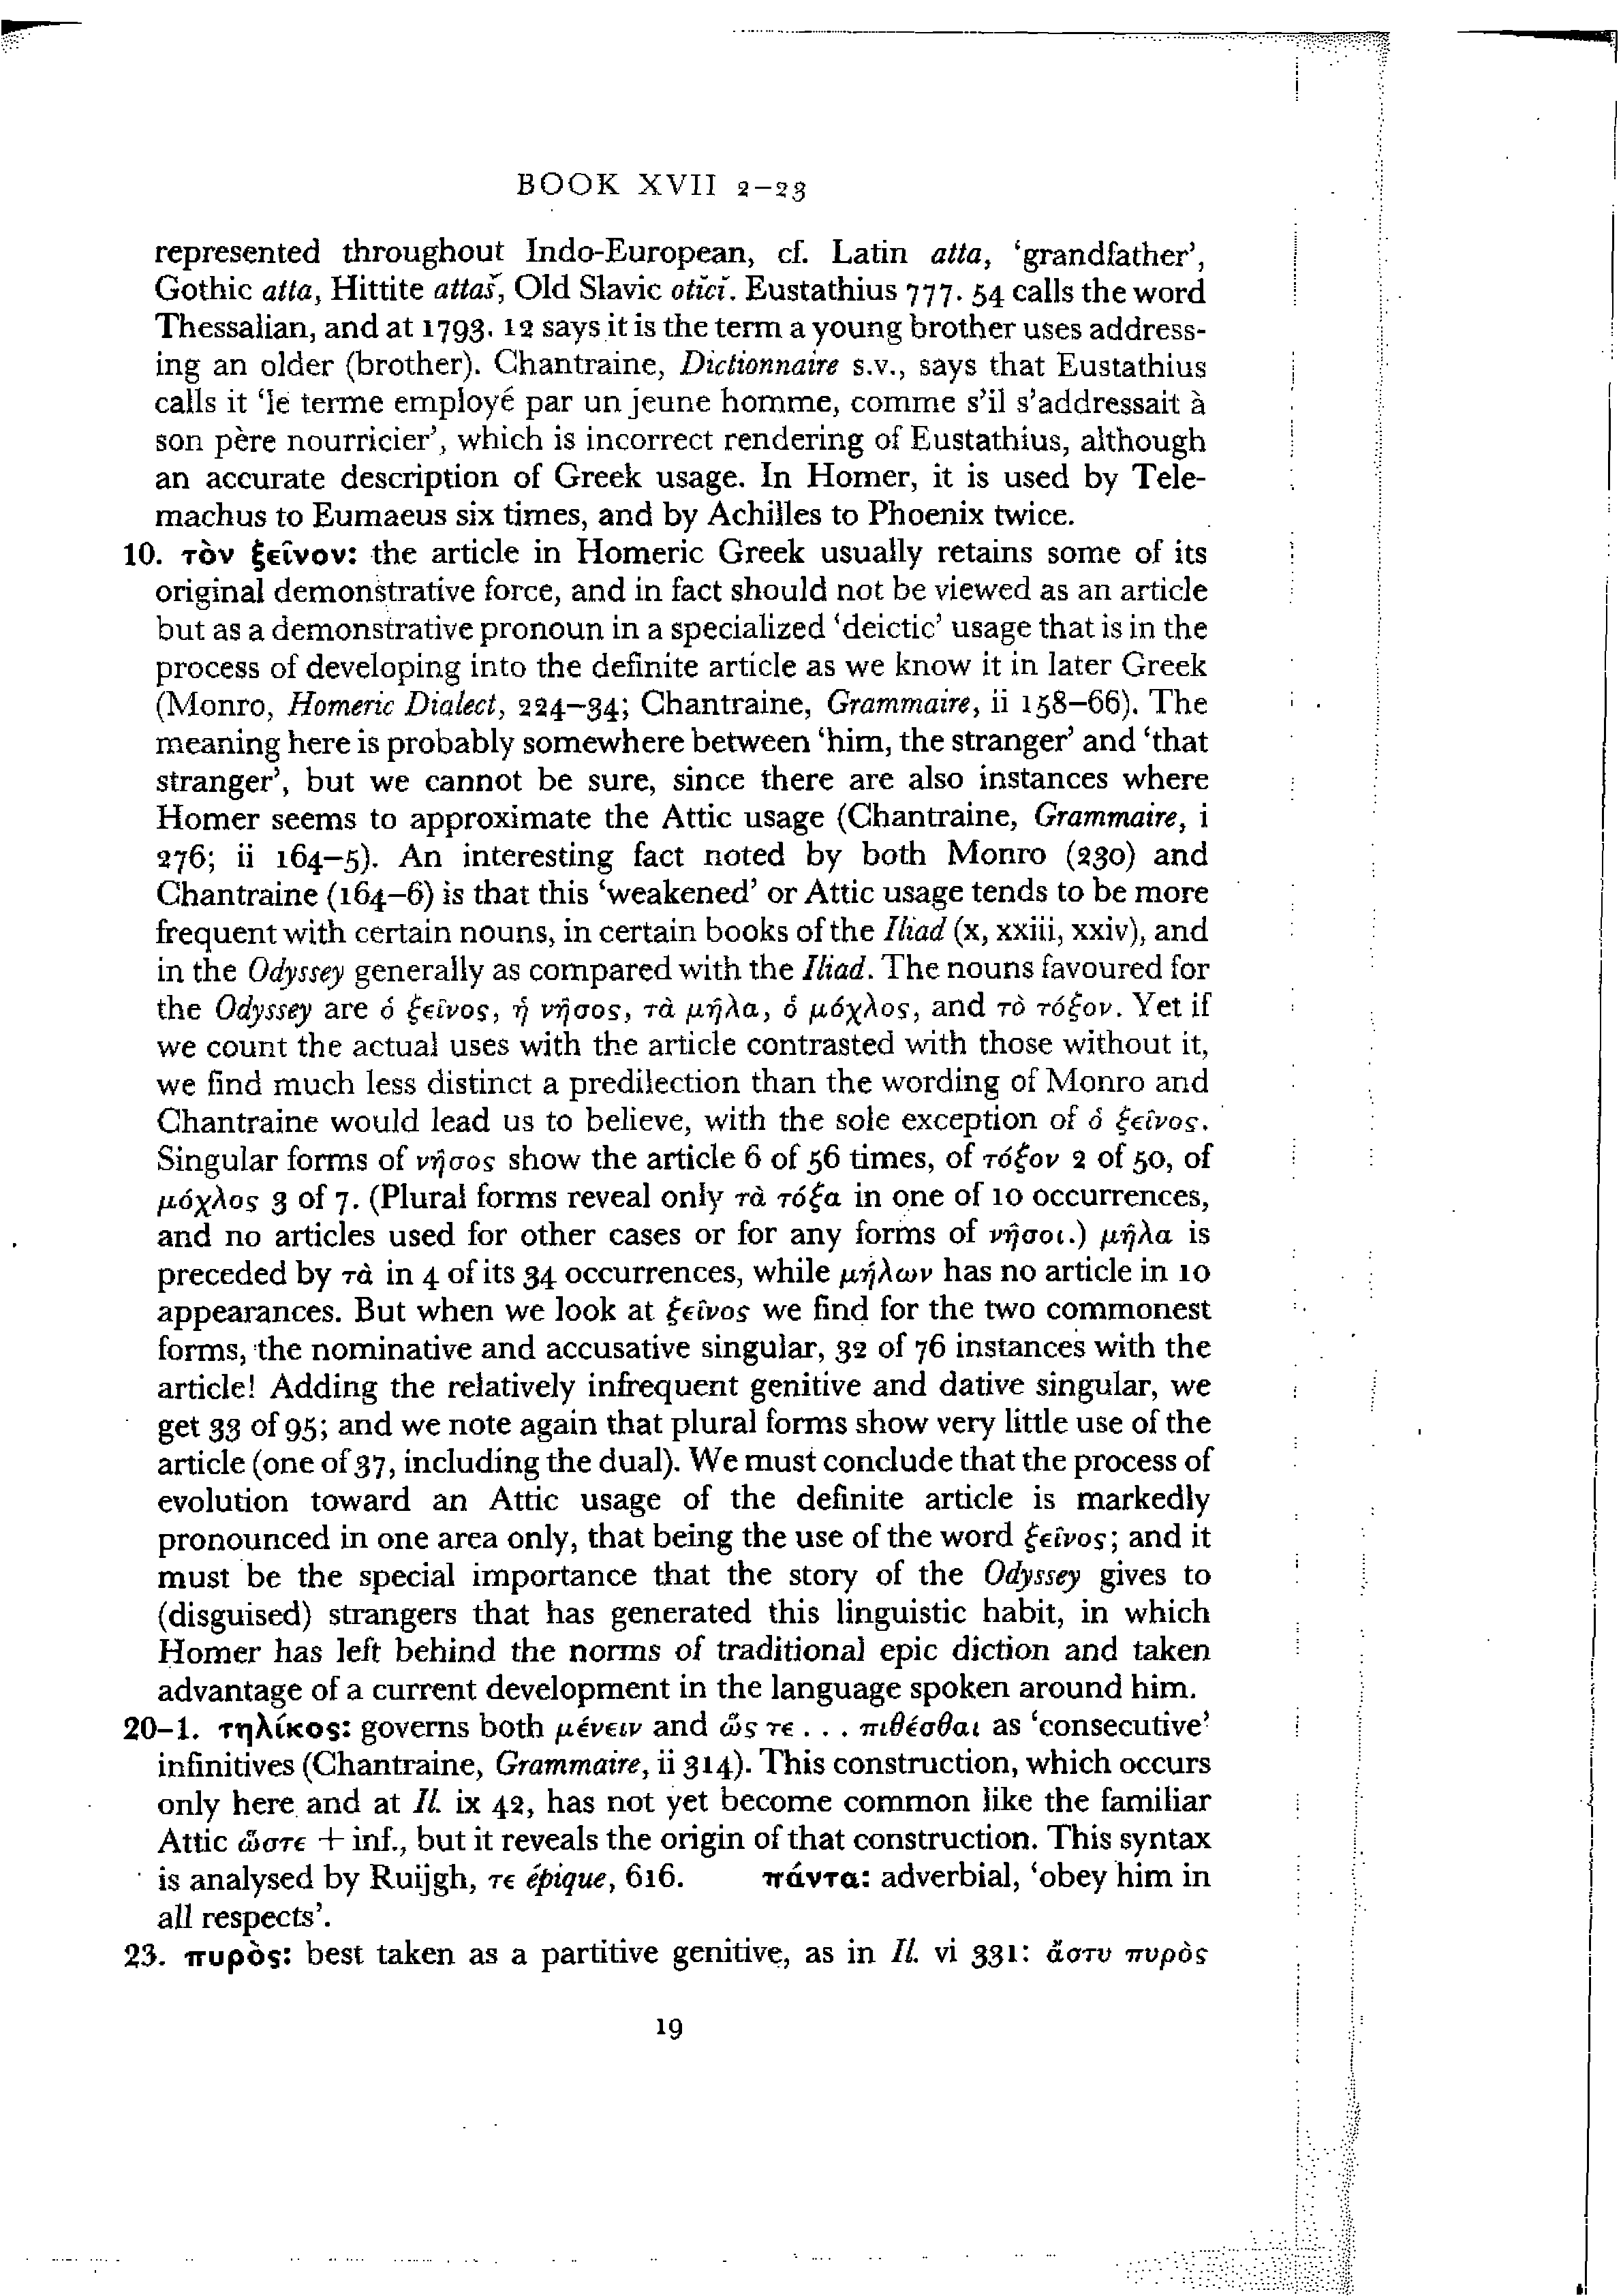 BOOK XVII 2–23
represented throughout Indo-European, cf. Latin atta, ‘grandfather’,
Gothic atta, Hittite attaš, Old Slavic otĭcĭ. Eustathius 777. 54 calls the word
Thessalian, and at 1793. 12 says it is the term a young brother uses address-
ing an older (brother). Chantraine, Dictionnaire s.v., says that Eustathius
calls it ‘le terme employé par un jeune homme, comme s’il s’addressait à
son père nourricier’, which is incorrect rendering of Eustathius, although
an accurate description of Greek usage. In Homer, it is used by Tele-
machus to Eumaeus six times, and by Achilles to Phoenix twice.
10. τὸν ξεῖνον: the article in Homeric Greek usually retains some of its
original demonstrative force, and in fact should not be viewed as an article
but as a demonstrative pronoun in a specialized ‘deictic’ usage that is in the
process of developing into the definite article as we know it in later Greek
(Monro, Homeric Dialect, 224–34; Chantraine, Grammaire, ii 158–66). The
meaning here is probably somewhere between ‘him, the stranger’ and ‘that
stranger’, but we cannot be sure, since there are also instances where
Homer seems to approximate the Attic usage (Chantraine, Grammaire, i
276; ii 164–5). An interesting fact noted by both Monro (230) and
Chantraine (164–6) is that this ‘weakened’ or Attic usage tends to be more
frequent with certain nouns, in certain books of the Iliad (x, xxiii, xxiv), and
in the Odyssey generally as compared with the Iliad. The nouns favoured for
the Odyssey are ὁ ξεῖνος, ἡ νῆσος, τὰ μῆλα, ὁ μόχλος, and τὸ τόξον. Yet if
we count the actual uses with the article contrasted with those without it,
we find much less distinct a predilection than the wording of Monro and
Chantraine would lead us to believe, with the sole exception of ὁ ξεῖνος.
Singular forms of νῆσος show the article 6 of 56 times, of τόξον 2 of 50, of
μόχλος 3 of 7. (Plural forms reveal only τὰ τόξα in one of 10 occurrences,
and no articles used for other cases or for any forms of νῆσοι.) μῆλα is
preceded by τὰ in 4 of its 34 occurrences, while μήλων has no article in 10
appearances. But when we look at ξεῖνος we find for the two commonest
forms, the nominative and accusative singular, 32 of 76 instances with the
article! Adding the relatively infrequent genitive and dative singular, we
get 33 of 95; and we note again that plural forms show very little use of the
article (one of 37, including the dual). We must conclude that the process of
evolution toward an Attic usage of the definite article is markedly
pronounced in one area only, that being the use of the word ξεῖνος; and it
must be the special importance that the story of the Odyssey gives to
(disguised) strangers that has generated this linguistic habit, in which
Homer has left behind the norms of traditional epic diction and taken
advantage of a current development in the language spoken around him.
20–1. τηλίκος: governs both μένειν and ὥς τε . . . πιθέσθαι as ‘consecutive’
infinitives (Chantraine, Grammaire, ii 314). This construction, which occurs
only here and at Il. ix 42, has not yet become common like the familiar
Attic ὥστε + inf., but it reveals the origin of that construction. This syntax
is analysed by Ruijgh, τε épique, 616. πάντα: adverbial, ‘obey him in
all respects’.
23. πυρὸς: best taken as a partitive genitive, as in Il. vi 331: ἄστυ πυρὸς
19